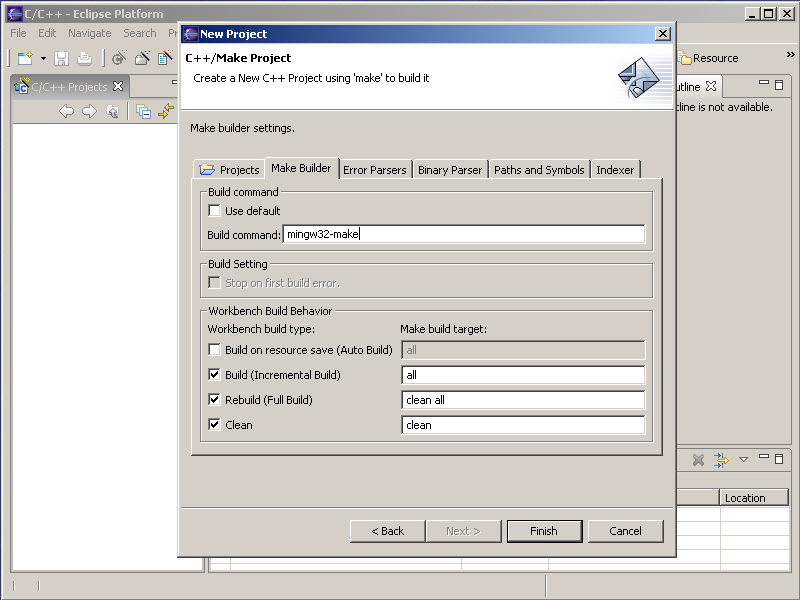 C/C++ - Eclipse Platform
File Edit Navigate Search
Resource
»
C/C++ Projects
utline
tline is not available.
Location
New Project
C++/Make Project
Create a New C++ Project using 'make' to build it
Make builder settings.
Projects Make Builder Error Parsers Binary Parser Paths and Symbols Indexer
Build command
Use default
Build command: mingw32-make
Build Setting
Stop on first build error.
Workbench Build Behavior
Workbench build type: Make build target:
Build on resource save (Auto Build) all
Build (Incremental Build) all
Rebuild (Full Build) clean all
Clean clean
< Back Next > Finish Cancel